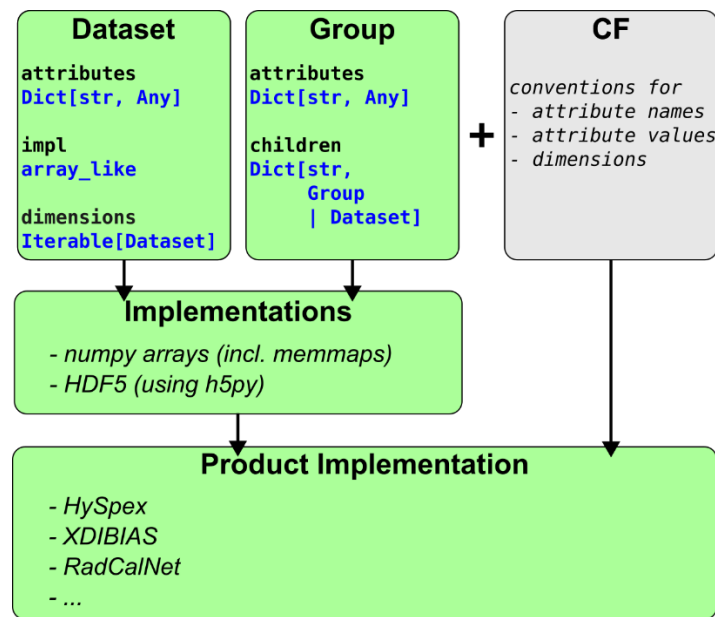 Dataset
attributes
Dict[str, Any]
impl
array_like
dimensions
Iterable[Dataset]
Group
attributes
Dict[str, Any]
children
Dict[str,
Group
| Dataset]
+
CF
conventions for
- attribute names
- attribute values
- dimensions
Implementations
- numpy arrays (incl. memmaps)
- HDF5 (using h5py)
Product Implementation
- HySpex
- XDIBIAS
- RadCalNet
- ...